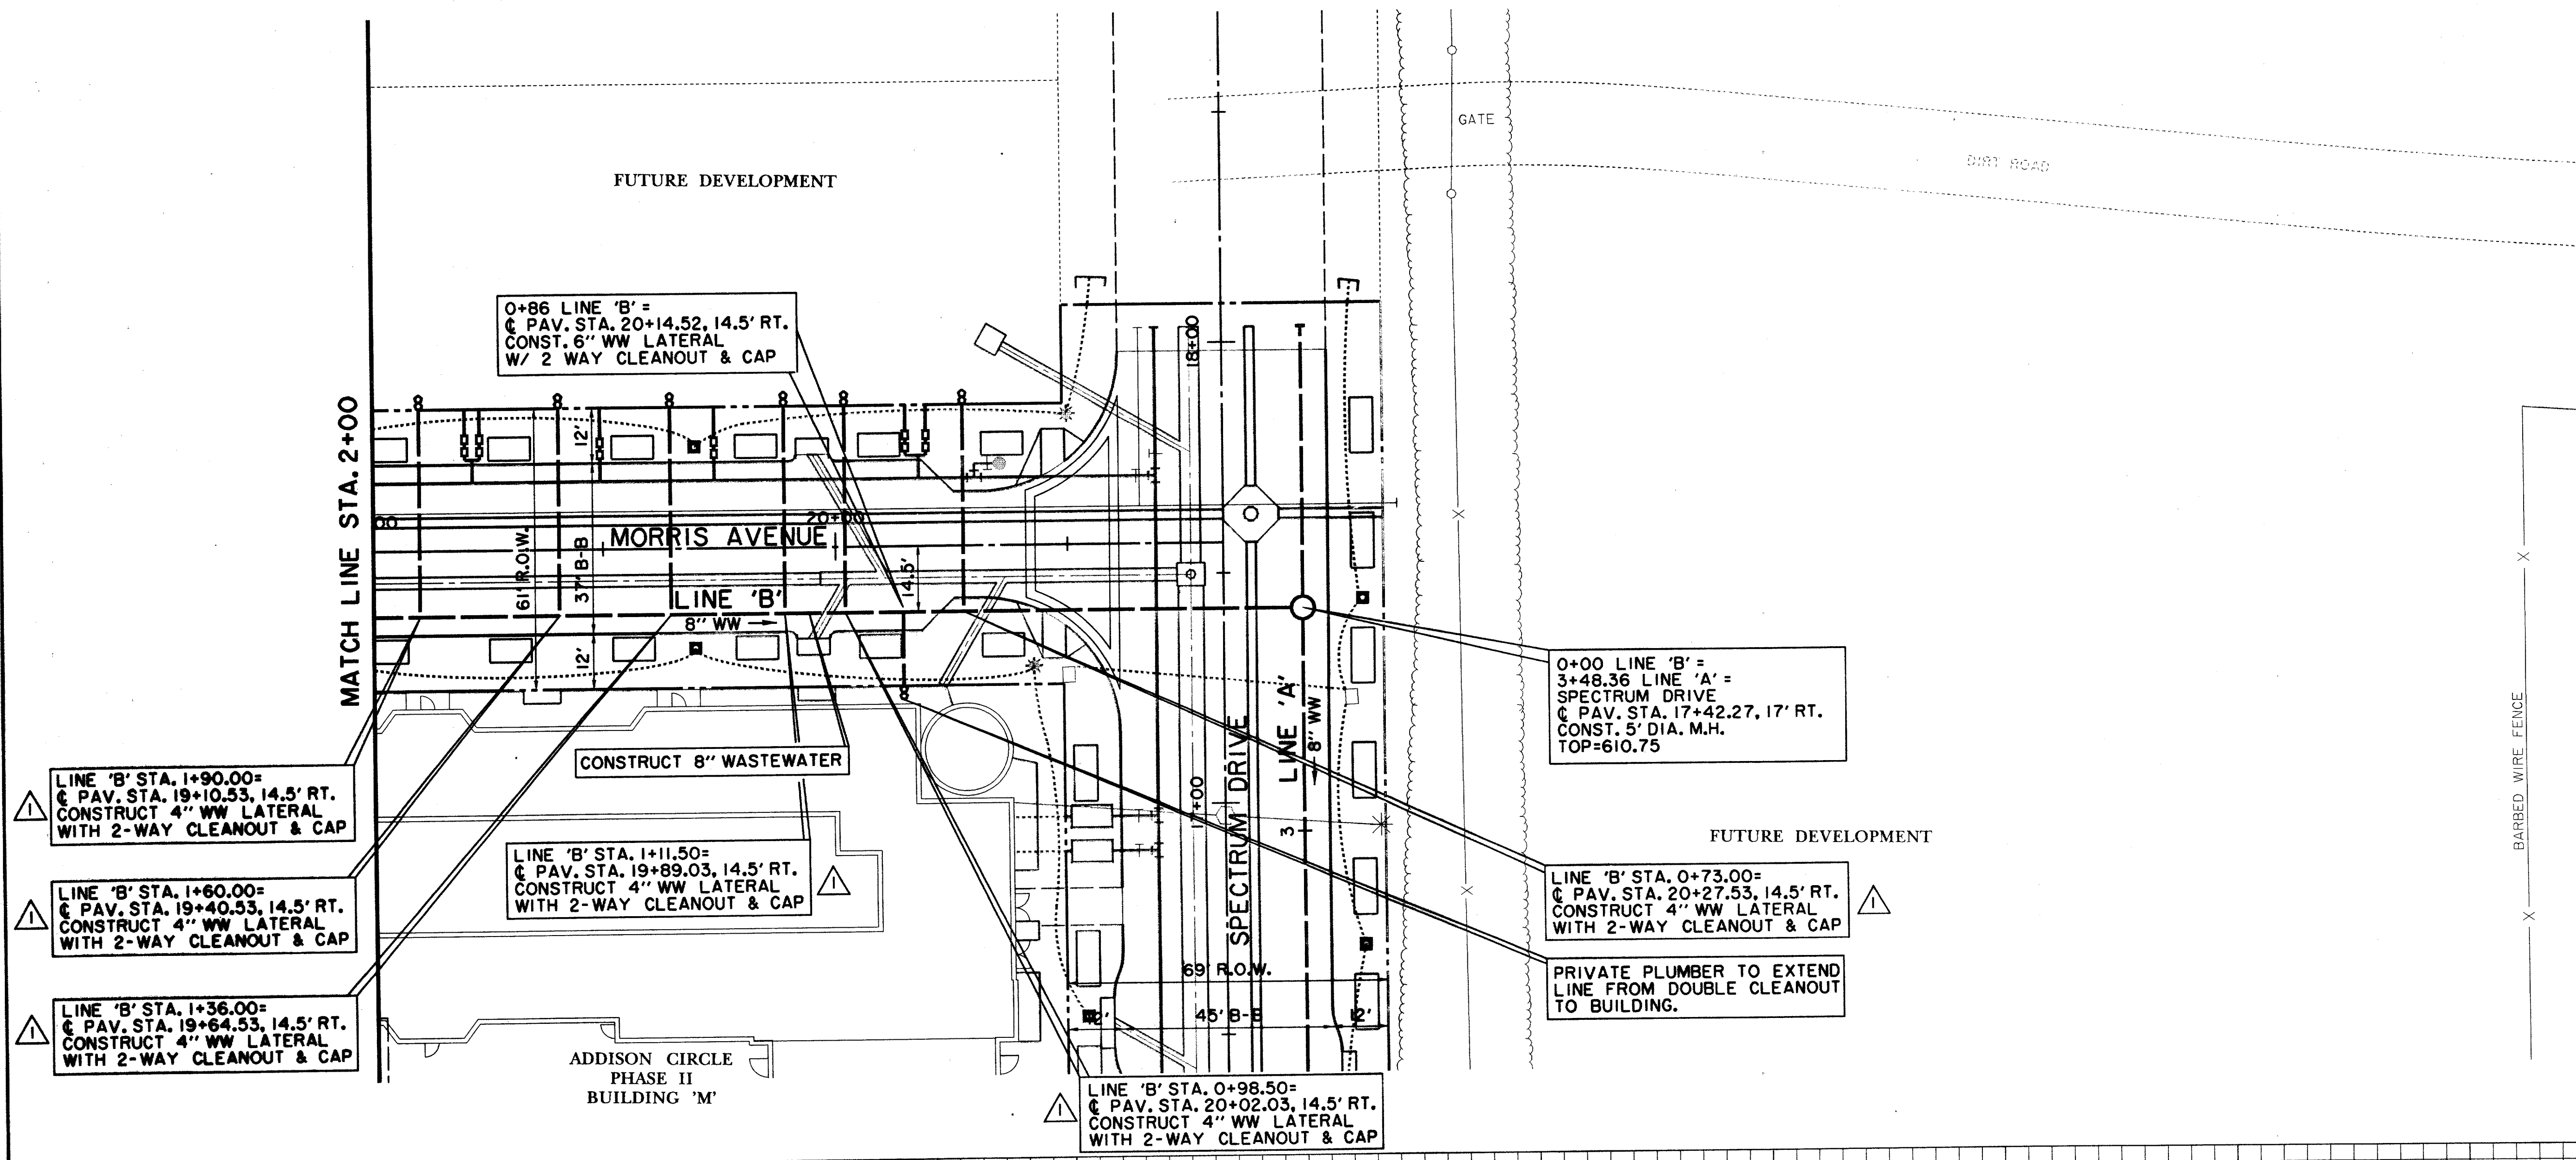 GATE
DIRT ROAD
FUTURE DEVELOPMENT
0+86 LINE 'B' =
℄ PAV. STA. 20+14.52, 14.5' RT.
CONST. 6" WW LATERAL
W/ 2 WAY CLEANOUT & CAP
MATCH LINE STA. 2+00
12'
61' R.O.W.
37' B-B
12'
00
20+00
MORRIS AVENUE
14.5'
LINE 'B'
8" WW
18+00
0+00 LINE 'B' =
3+48.36 LINE 'A' =
SPECTRUM DRIVE
℄ PAV. STA. 17+42.27, 17' RT.
CONST. 5' DIA. M.H.
TOP=610.75
LINE 'A'
8" WW
SPECTRUM DRIVE
3
BARBED WIRE FENCE
CONSTRUCT 8" WASTEWATER
LINE 'B' STA. 1+90.00=
℄ PAV. STA. 19+10.53, 14.5' RT.
CONSTRUCT 4" WW LATERAL
WITH 2-WAY CLEANOUT & CAP
1
LINE 'B' STA. 1+11.50=
℄ PAV. STA. 19+89.03, 14.5' RT.
CONSTRUCT 4" WW LATERAL
WITH 2-WAY CLEANOUT & CAP
1
FUTURE DEVELOPMENT
LINE 'B' STA. 1+60.00=
℄ PAV. STA. 19+40.53, 14.5' RT.
CONSTRUCT 4" WW LATERAL
WITH 2-WAY CLEANOUT & CAP
1
LINE 'B' STA. 0+73.00=
℄ PAV. STA. 20+27.53, 14.5' RT.
CONSTRUCT 4" WW LATERAL
WITH 2-WAY CLEANOUT & CAP
1
PRIVATE PLUMBER TO EXTEND
LINE FROM DOUBLE CLEANOUT
TO BUILDING.
69' R.O.W.
45' B-B
12'
LINE 'B' STA. 1+36.00=
℄ PAV. STA. 19+64.53, 14.5' RT.
CONSTRUCT 4" WW LATERAL
WITH 2-WAY CLEANOUT & CAP
1
ADDISON CIRCLE
PHASE II
BUILDING 'M'
LINE 'B' STA. 0+98.50=
℄ PAV. STA. 20+02.03, 14.5' RT.
CONSTRUCT 4" WW LATERAL
WITH 2-WAY CLEANOUT & CAP
1